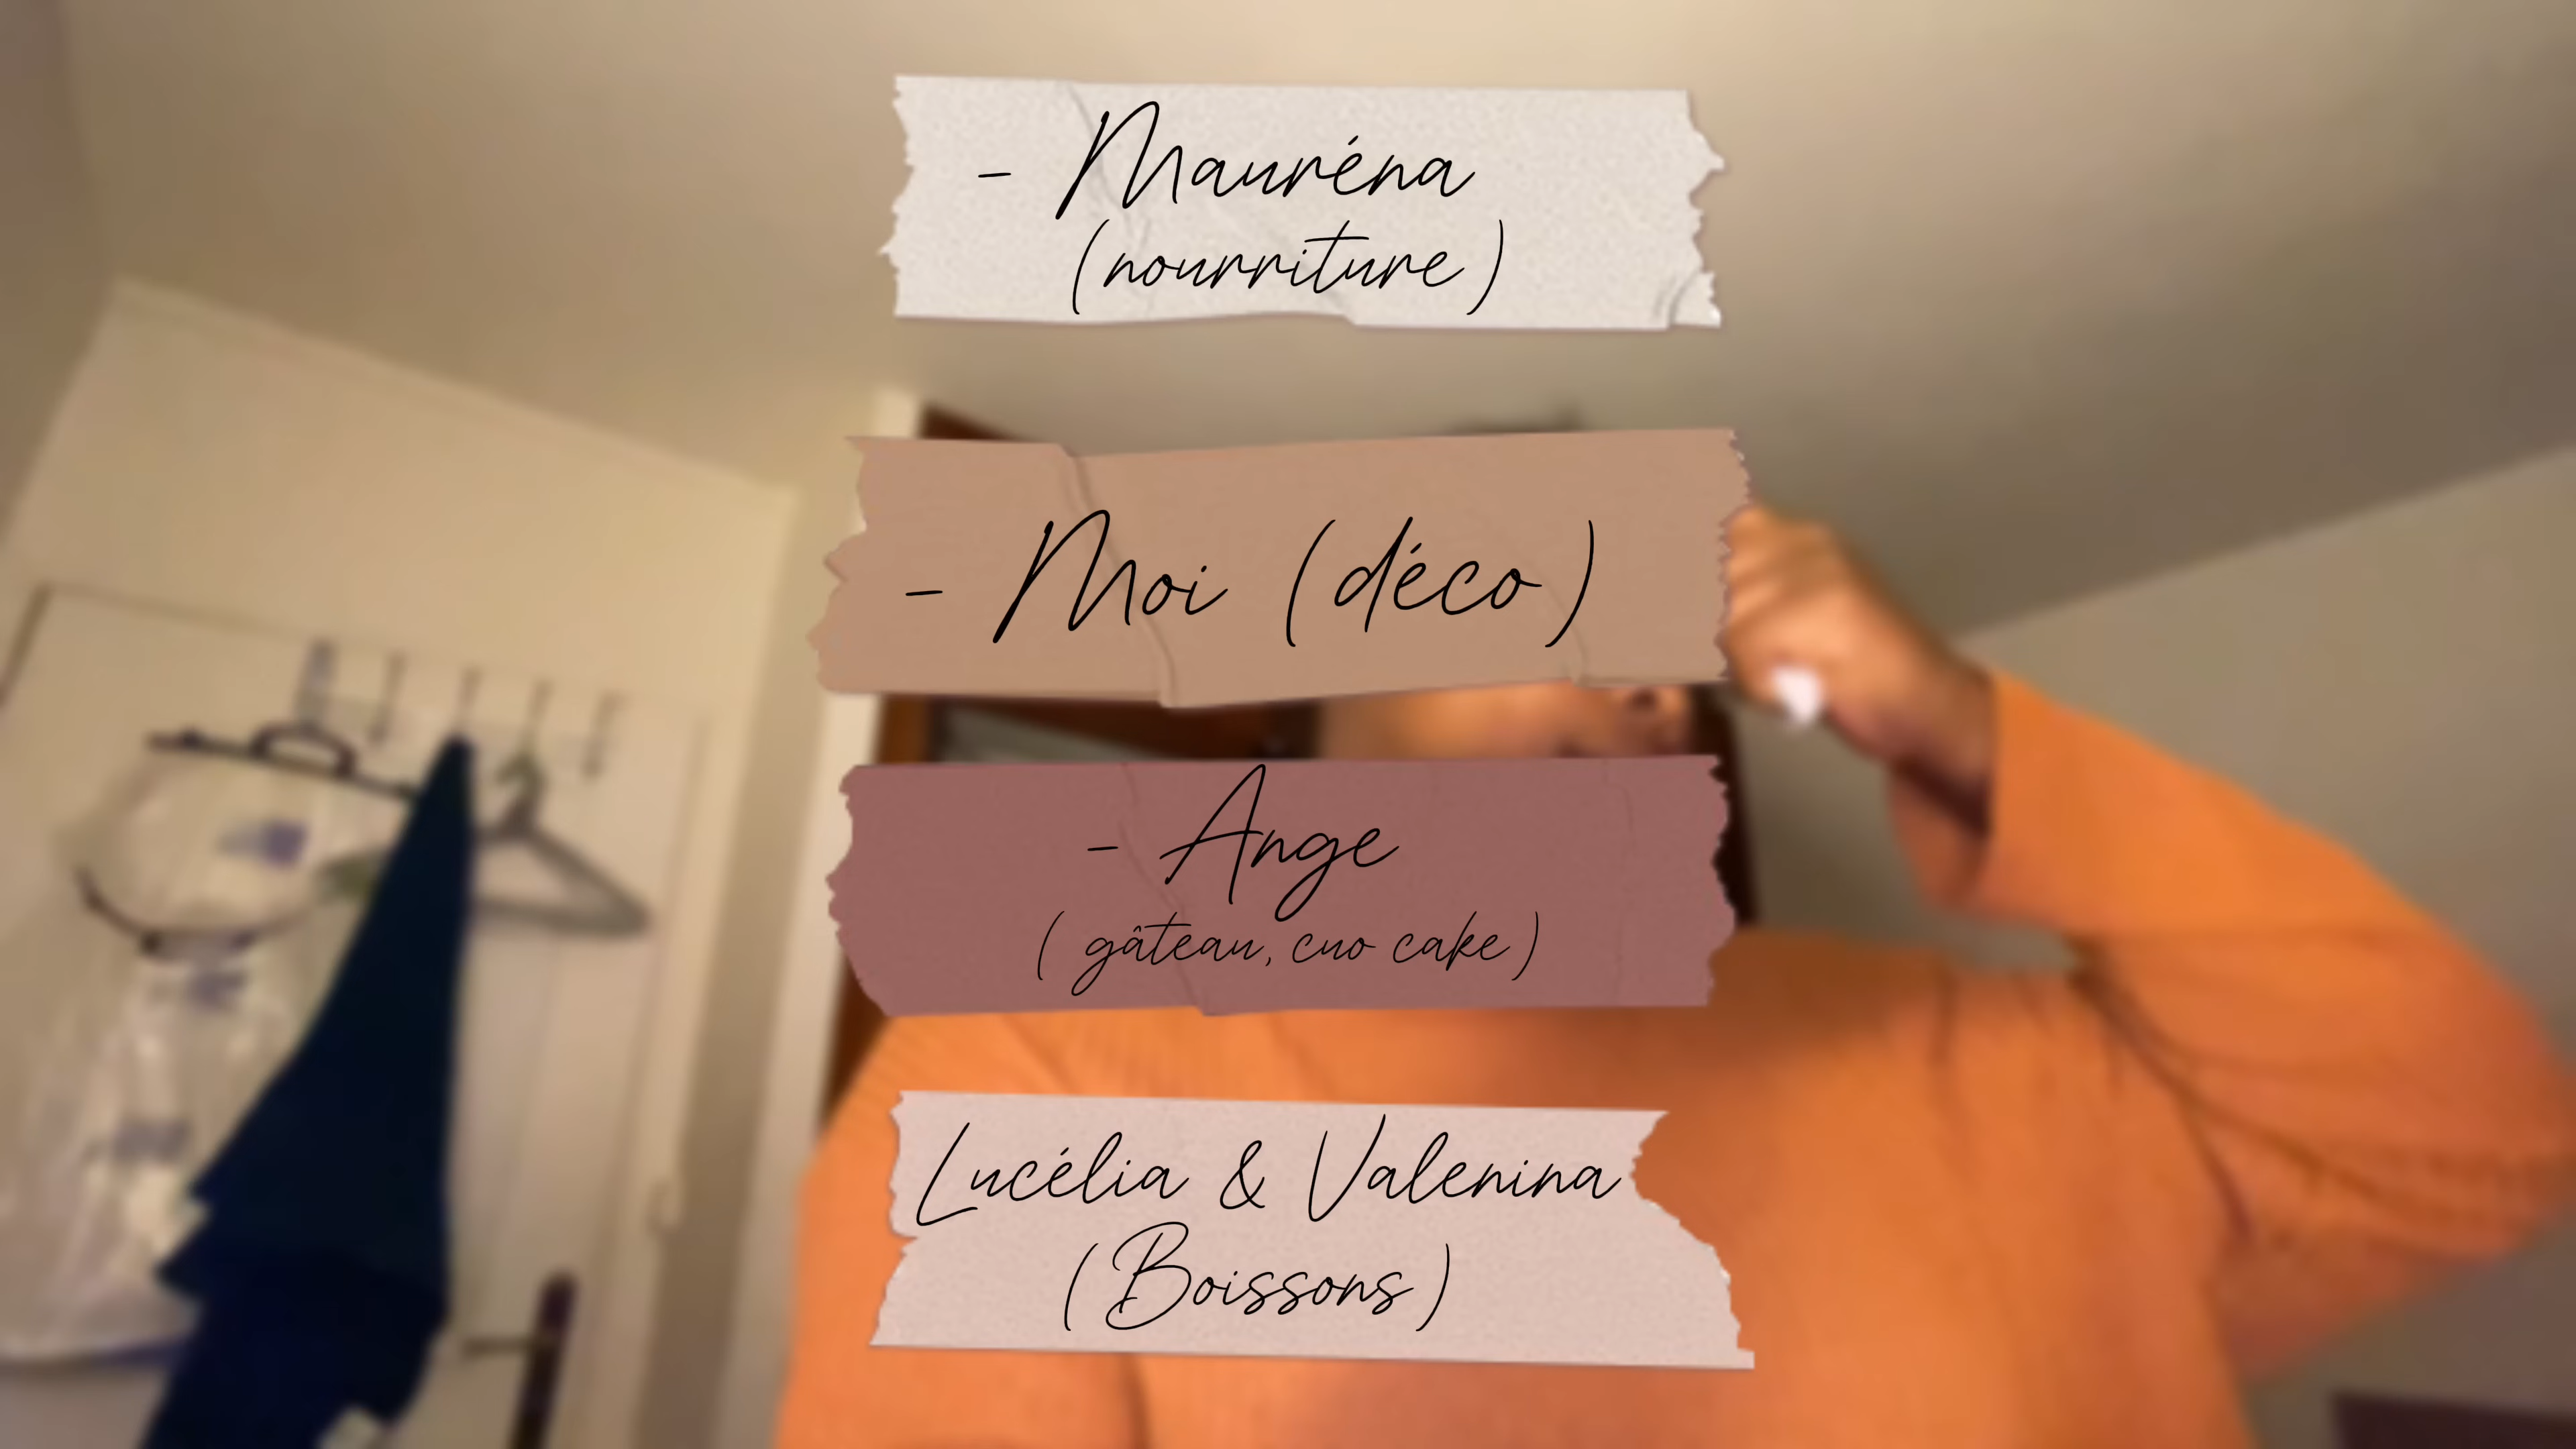 - Mauréna
(nourriture)
- Moi (déco)
- Ange
( gâteau, cuo cake)
Lucélia & Valenina
(Boissons)